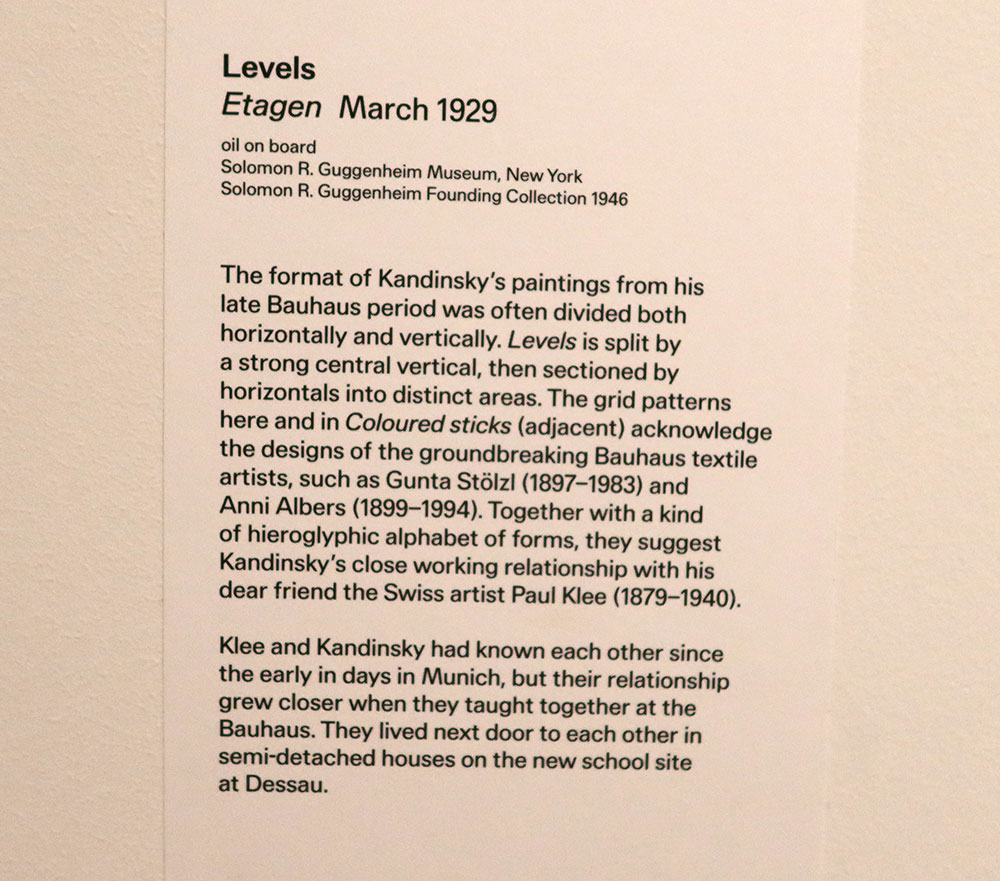 Levels
Etagen March 1929
oil on board
Solomon R. Guggenheim Museum, New York
Solomon R. Guggenheim Founding Collection 1946
The format of Kandinsky's paintings from his
late Bauhaus period was often divided both
horizontally and vertically. Levels is split by
a strong central vertical, then sectioned by
horizontals into distinct areas. The grid patterns
here and in Coloured sticks (adjacent) acknowledge
the designs of the groundbreaking Bauhaus textile
artists, such as Gunta Stölzl (1897–1983) and
Anni Albers (1899–1994). Together with a kind
of hieroglyphic alphabet of forms, they suggest
Kandinsky's close working relationship with his
dear friend the Swiss artist Paul Klee (1879–1940).
Klee and Kandinsky had known each other since
the early in days in Munich, but their relationship
grew closer when they taught together at the
Bauhaus. They lived next door to each other in
semi-detached houses on the new school site
at Dessau.